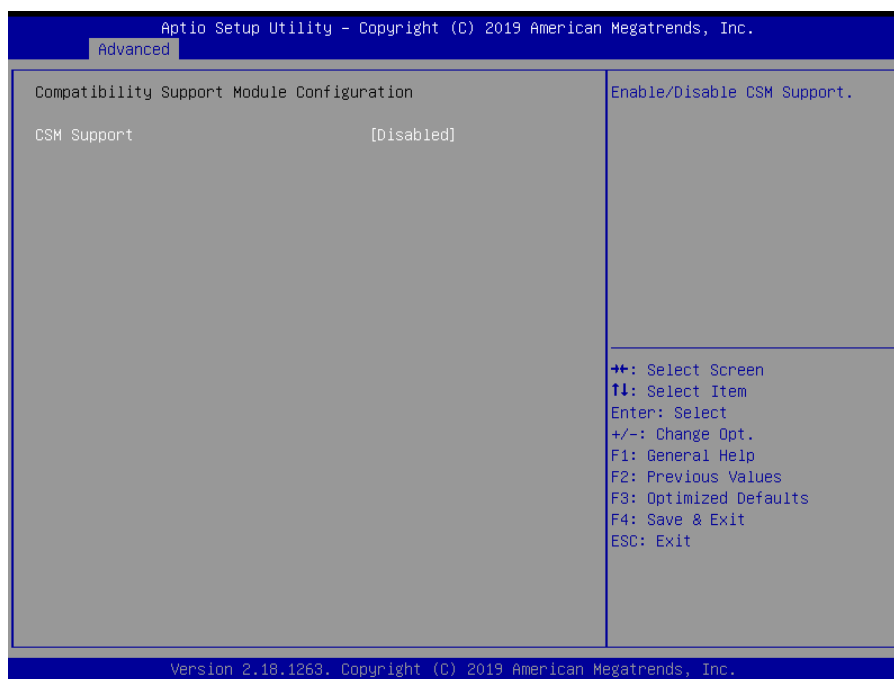 Aptio Setup Utility – Copyright (C) 2019 American Megatrends, Inc.
Advanced
Compatibility Support Module Configuration
CSM Support [Disabled]
Enable/Disable CSM Support.
→←: Select Screen
↑↓: Select Item
Enter: Select
+/-: Change Opt.
F1: General Help
F2: Previous Values
F3: Optimized Defaults
F4: Save & Exit
ESC: Exit
Version 2.18.1263. Copyright (C) 2019 American Megatrends, Inc.